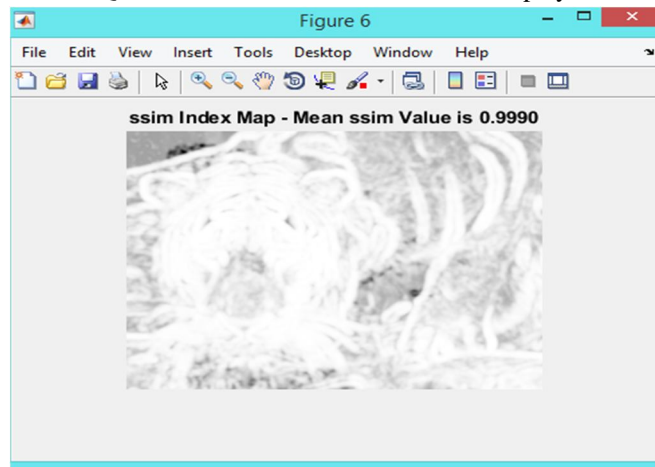 Figure 6
File Edit View Insert Tools Desktop Window Help
ssim Index Map - Mean ssim Value is 0.9990